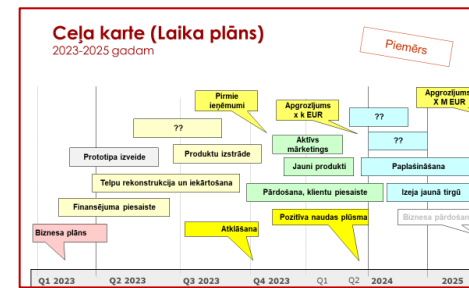 Ceļa karte (Laika plāns)
2023-2025 gadam
Piemērs
Pirmie
ieņēmumi
Apgrozījums
x k EUR
Apgrozījums
X M EUR
??
??
Aktīvs
mārketings
??
Prototipa izveide
Produktu izstrāde
Jauni produkti
Paplašināšana
Telpu rekonstrukcija un iekārtošana
Pārdošana, klientu piesaiste
Izeja jaunā tirgū
Finansējuma piesaiste
Biznesa plāns
Atklāšana
Pozitīva naudas plūsma
Biznesa pārdošan
Q1 2023
Q2 2023
Q3 2023
Q4 2023
Q1
Q2
2024
2025